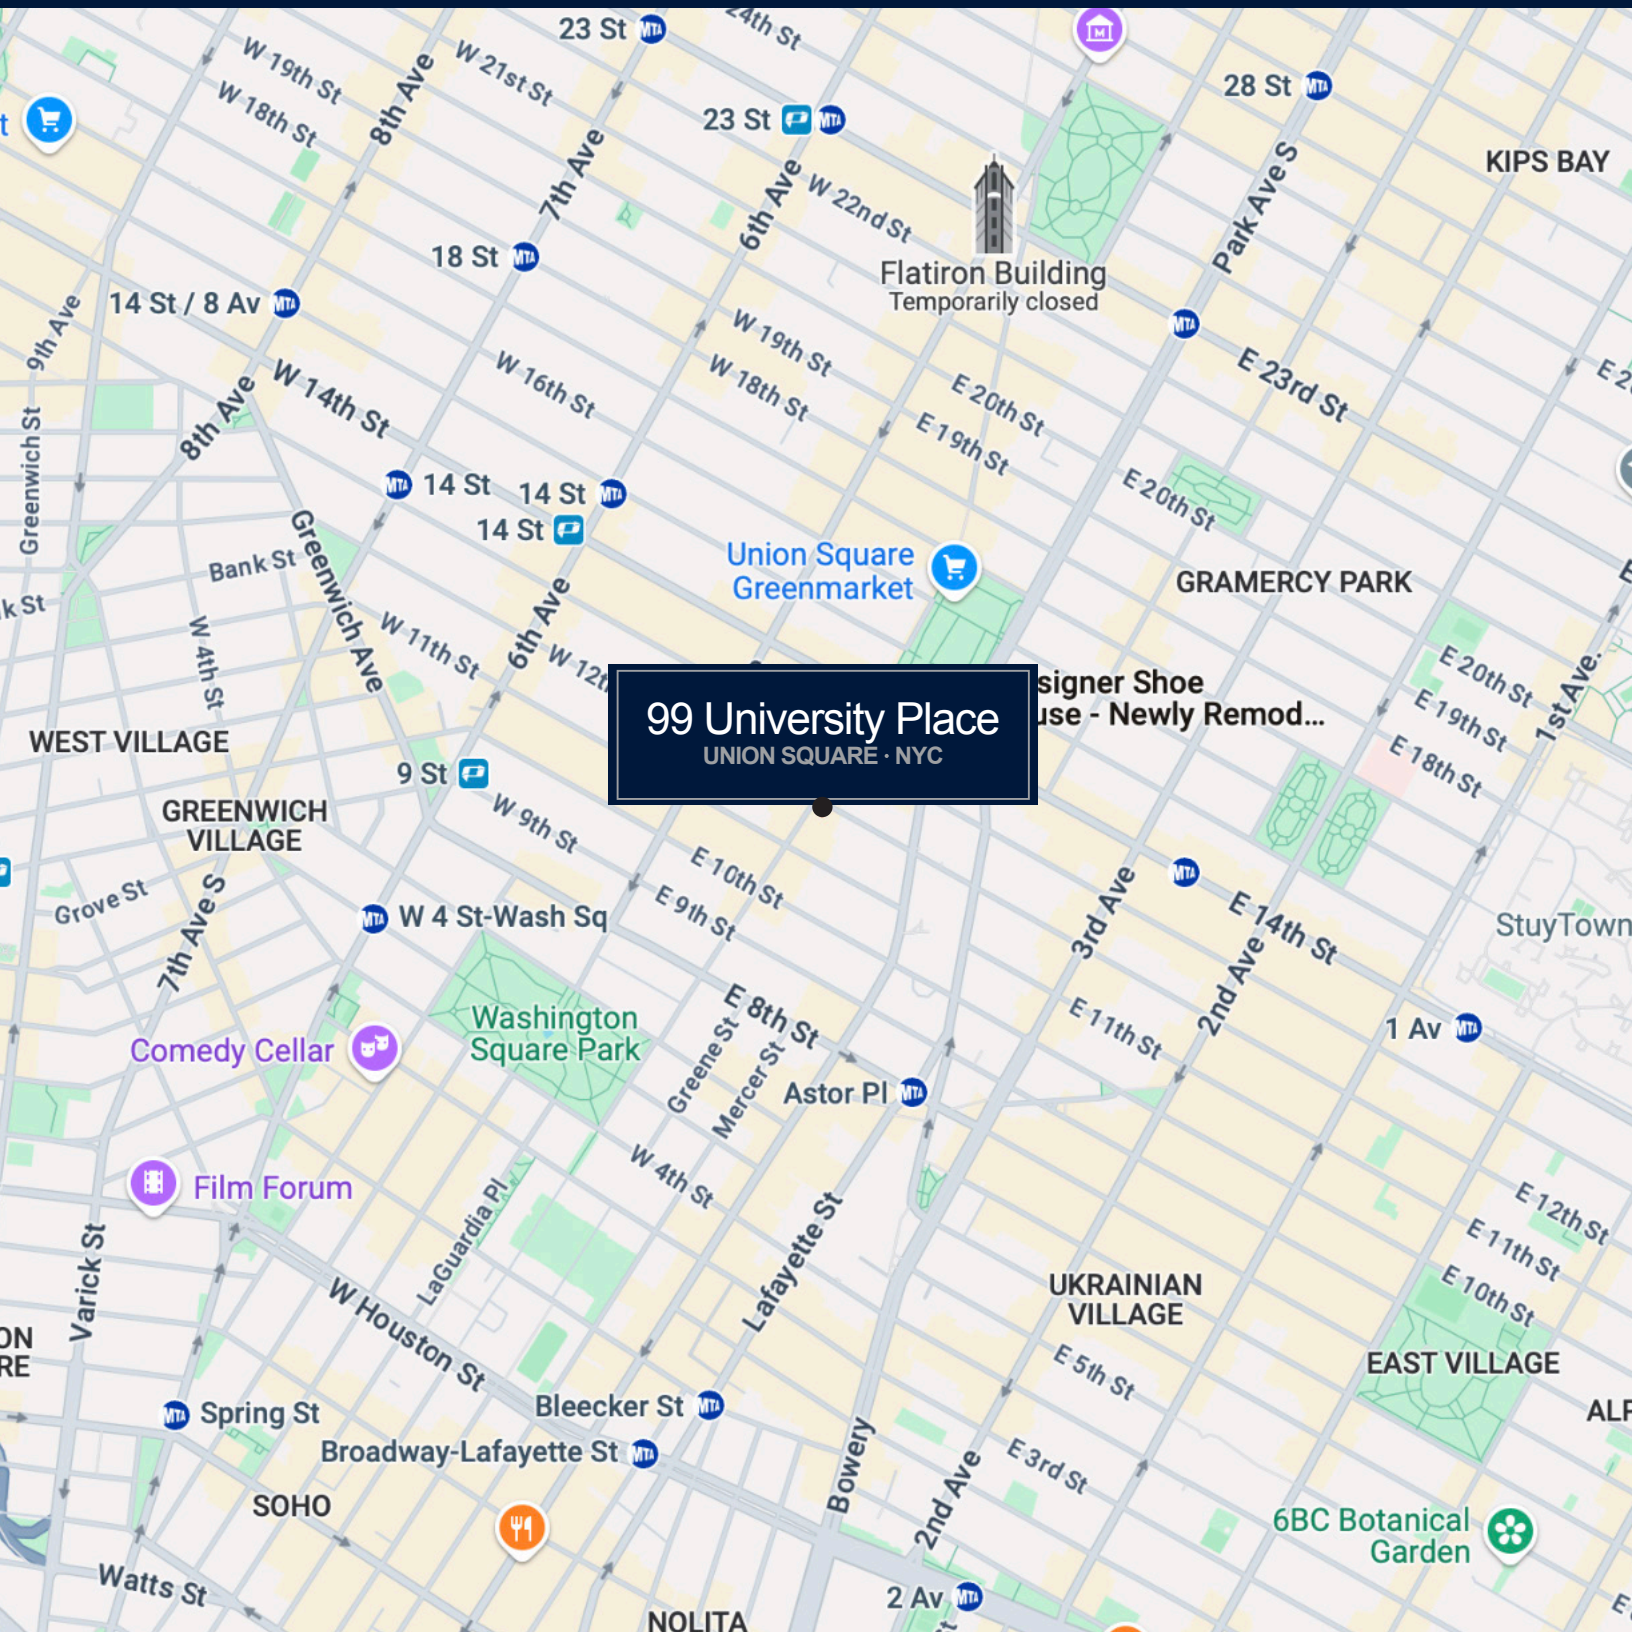 23 St
24th St
W 19th St
W 21st St
8th Ave
28 St
W 18th St
23 St
7th Ave
KIPS BAY
Park Ave S
6th Ave
W 22nd St
18 St
Flatiron Building
Temporarily closed
14 St / 8 Av
9th Ave
W 19th St
W 14th St
W 16th St
W 18th St
E 23rd St
E 20th St
8th Ave
Greenwich St
E 19th St
14 St
14 St
14 St
E 20th St
Union Square
Greenmarket
GRAMERCY PARK
Bank St
Greenwich Ave
k St
W 4th St
W 11th St
6th Ave
W 12t
99 University Place
UNION SQUARE · NYC
signer Shoe
use - Newly Remod...
E 20th St
1st Ave.
E 19th St
E 18th St
WEST VILLAGE
9 St
GREENWICH
VILLAGE
W 9th St
E 10th St
E 9th St
Grove St
7th Ave S
W 4 St-Wash Sq
3rd Ave
E 14th St
StuyTown
2nd Ave
Washington
Square Park
E 8th St
E 11th St
1 Av
Comedy Cellar
Greene St
Mercer St
Astor Pl
W 4th St
Film Forum
LaGuardia Pl
Lafayette St
E 12th St
E 11th St
E 10th St
Varick St
W Houston St
UKRAINIAN
VILLAGE
ON
RE
E 5th St
EAST VILLAGE
Spring St
Bleecker St
Broadway-Lafayette St
Bowery
E 3rd St
2nd Ave
SOHO
6BC Botanical
Garden
Watts St
2 Av
NOLITA